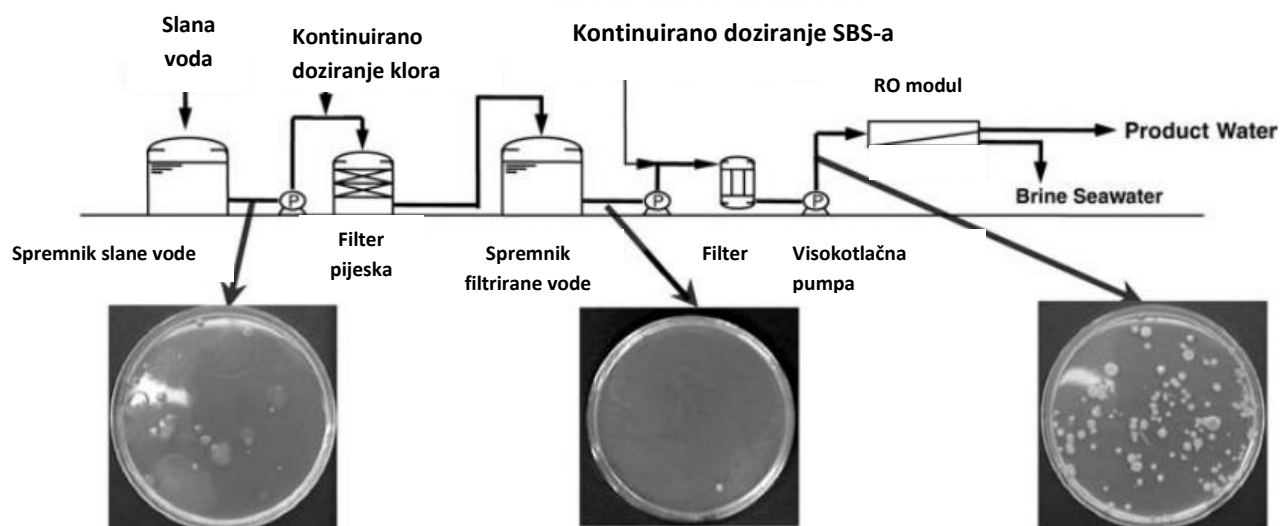 Slana
voda
Kontinuirano
doziranje klora
Kontinuirano doziranje SBS-a
RO modul
Product Water
Brine Seawater
P
P
P
Spremnik slane vode
Filter
pijeska
Spremnik
filtrirane vode
Filter
Visokotlačna
pumpa